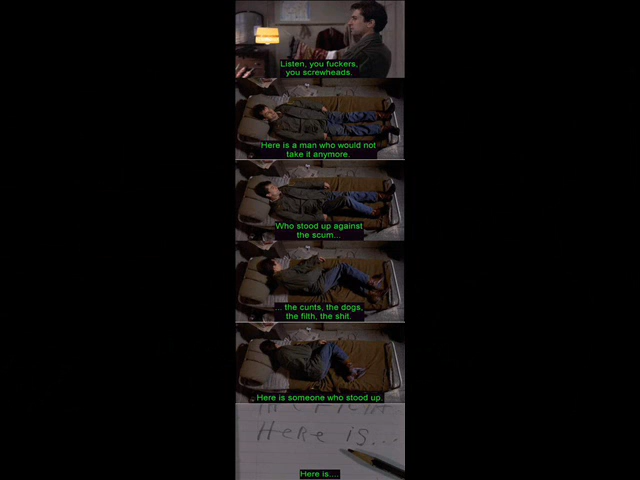 Listen, you fuckers,
you screwheads.
Here is a man who would not
take it anymore.
Who stood up against
the scum...
... the cunts, the dogs,
the filth, the shit.
Here is someone who stood up.
HeRe is...
Here is....